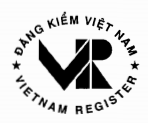 ĐĂNG KIỂM VIỆT NAM
VR
VIETNAM REGISTER